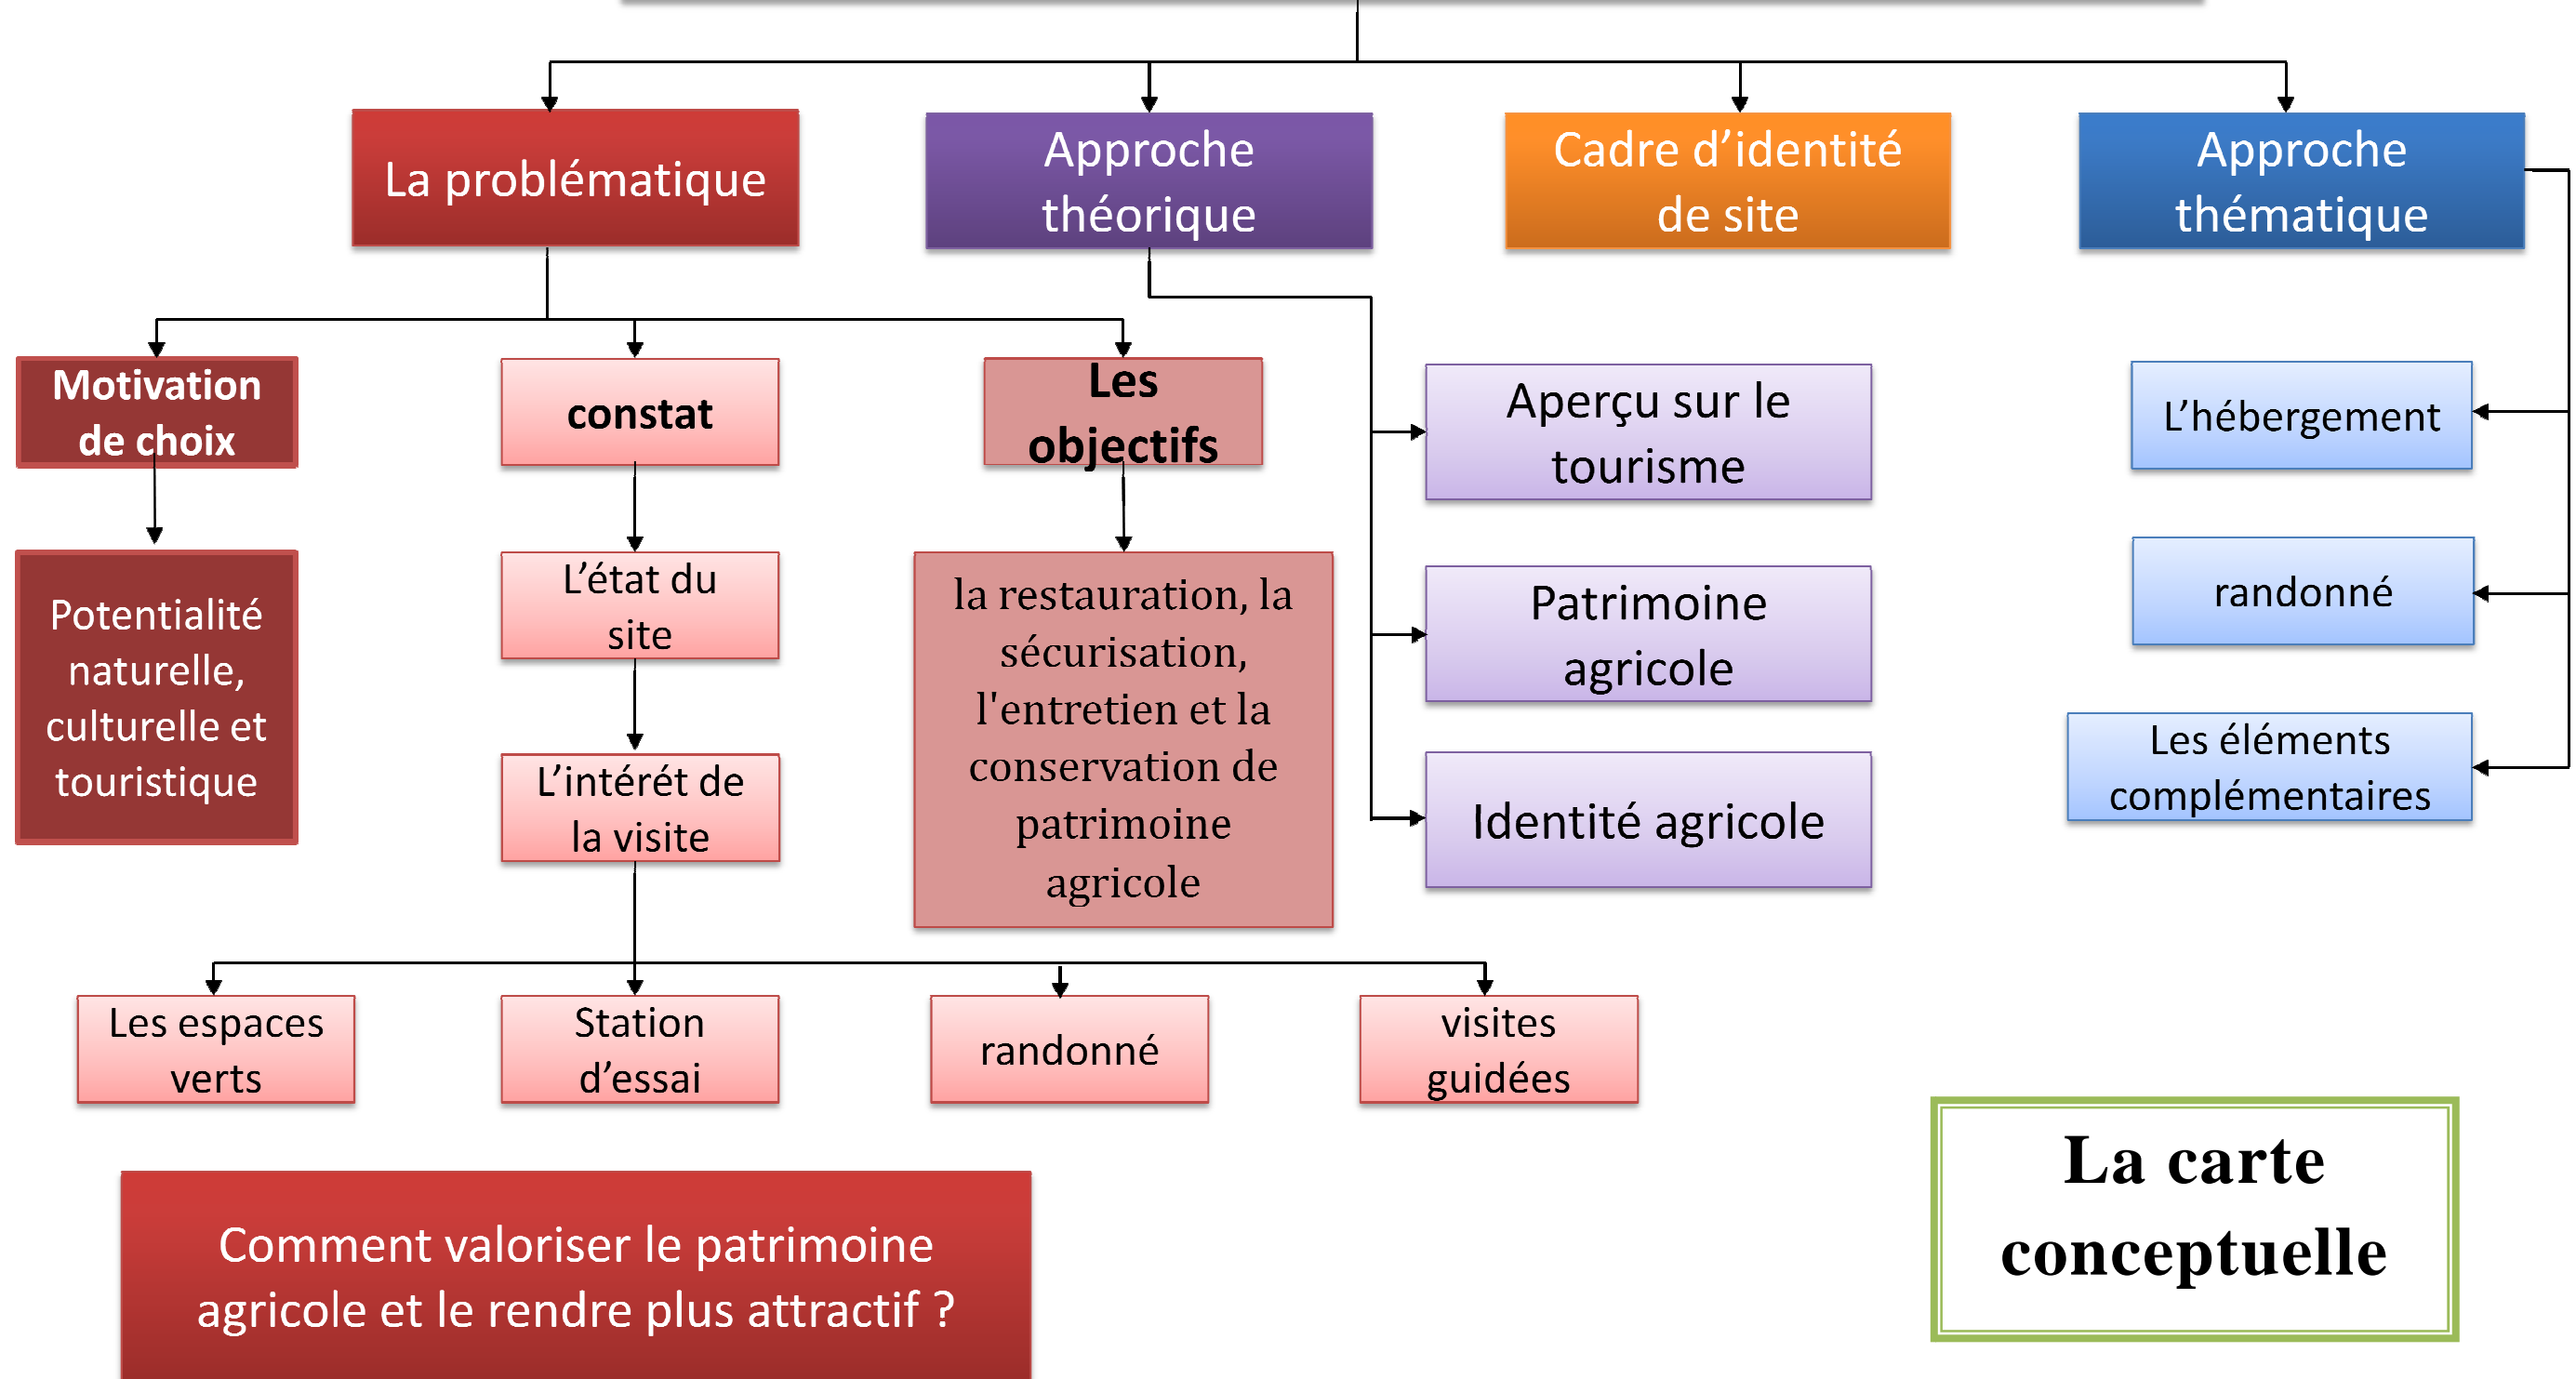 La problématique
Approche
théorique
Cadre d’identité
de site
Approche
thématique
Motivation
de choix
constat
Les
objectifs
Aperçu sur le
tourisme
L’hébergement
Potentialité
naturelle,
culturelle et
touristique
L’état du
site
la restauration, la
sécurisation,
l'entretien et la
conservation de
patrimoine
agricole
Patrimoine
agricole
randonné
L’intérét de
la visite
Identité agricole
Les éléments
complémentaires
Les espaces
verts
Station
d’essai
randonné
visites
guidées
Comment valoriser le patrimoine
agricole et le rendre plus attractif ?
La carte
conceptuelle